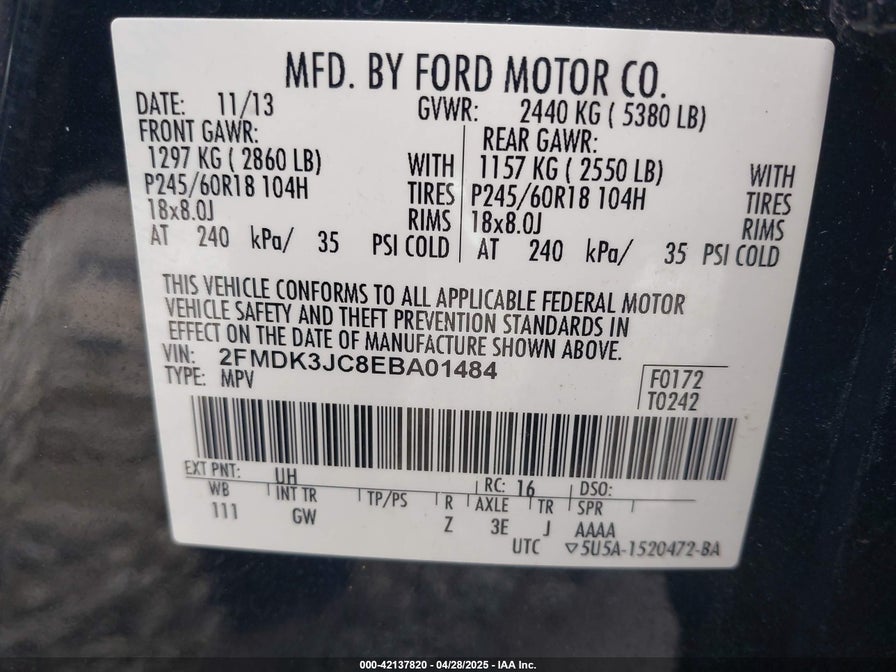 MFD. BY FORD MOTOR CO.
DATE: 11/13 GVWR: 2440 KG ( 5380 LB)
FRONT GAWR: REAR GAWR:
1297 KG ( 2860 LB) WITH 1157 KG ( 2550 LB) WITH
P245/60R18 104H TIRES P245/60R18 104H TIRES
18x8.0J RIMS 18x8.0J RIMS
AT 240 kPa/ 35 PSI COLD AT 240 kPa/ 35 PSI COLD
THIS VEHICLE CONFORMS TO ALL APPLICABLE FEDERAL MOTOR
VEHICLE SAFETY AND THEFT PREVENTION STANDARDS IN
EFFECT ON THE DATE OF MANUFACTURE SHOWN ABOVE.
VIN: 2FMDK3JC8EBA01484
TYPE: MPV
F0172
T0242
EXT PNT: UH RC: 16 DSO:
WB INT TR TP/PS R AXLE TR SPR
111 GW Z 3E J AAAA
UTC ▽5U5A-1520472-BA
000-42137820 - 04/28/2025 - IAA Inc.